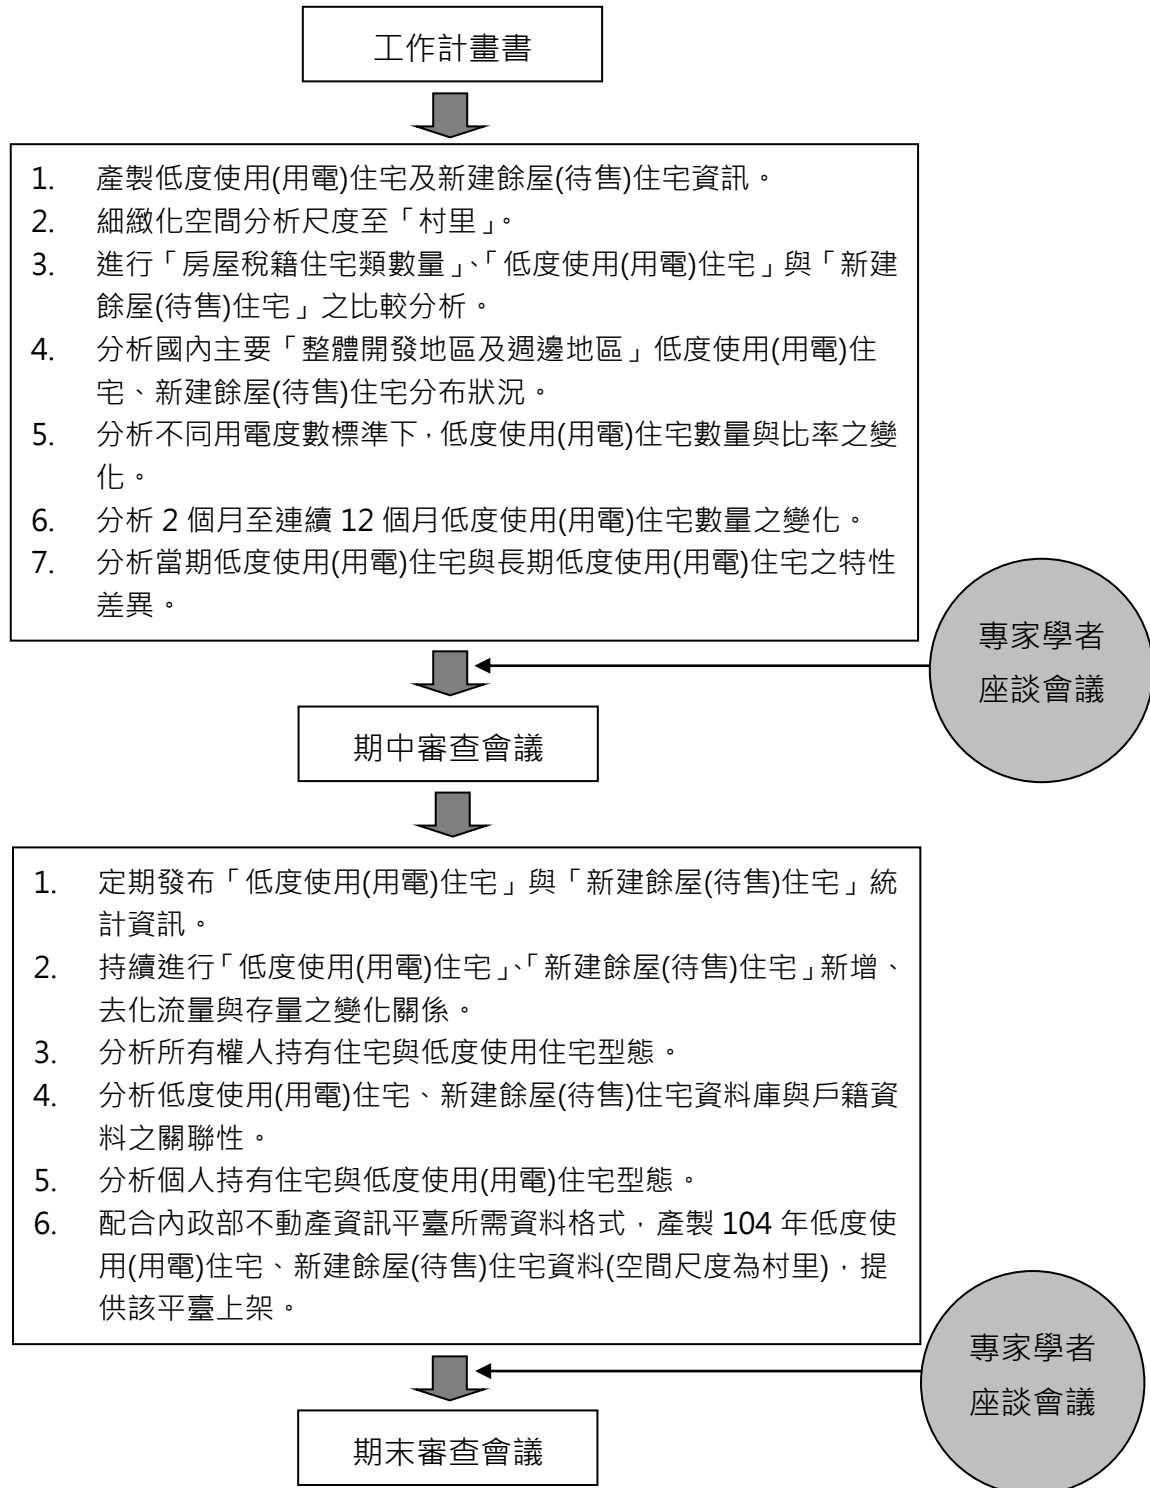 工作計畫書
1. 產製低度使用(用電)住宅及新建餘屋(待售)住宅資訊。
2. 細緻化空間分析尺度至「村里」。
3. 進行「房屋稅籍住宅類數量」、「低度使用(用電)住宅」與「新建
餘屋(待售)住宅」之比較分析。
4. 分析國內主要「整體開發地區及週邊地區」低度使用(用電)住
宅、新建餘屋(待售)住宅分布狀況。
5. 分析不同用電度數標準下，低度使用(用電)住宅數量與比率之變
化。
6. 分析 2 個月至連續 12 個月低度使用(用電)住宅數量之變化。
7. 分析當期低度使用(用電)住宅與長期低度使用(用電)住宅之特性
差異。
專家學者
座談會議
期中審查會議
1. 定期發布「低度使用(用電)住宅」與「新建餘屋(待售)住宅」統
計資訊。
2. 持續進行「低度使用(用電)住宅」、「新建餘屋(待售)住宅」新增、
去化流量與存量之變化關係。
3. 分析所有權人持有住宅與低度使用住宅型態。
4. 分析低度使用(用電)住宅、新建餘屋(待售)住宅資料庫與戶籍資
料之關聯性。
5. 分析個人持有住宅與低度使用(用電)住宅型態。
6. 配合內政部不動產資訊平臺所需資料格式，產製 104 年低度使
用(用電)住宅、新建餘屋(待售)住宅資料(空間尺度為村里)，提
供該平臺上架。
專家學者
座談會議
期末審查會議